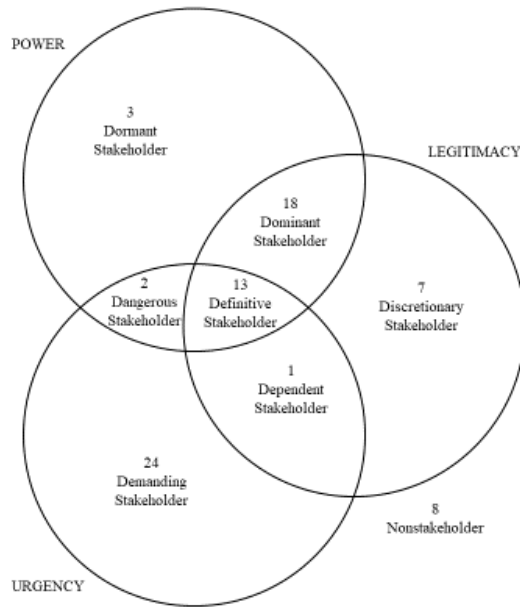 POWER
3
Dormant
Stakeholder
LEGITIMACY
18
Dominant
Stakeholder
2
Dangerous
Stakeholder
13
Definitive
Stakeholder
7
Discretionary
Stakeholder
1
Dependent
Stakeholder
24
Demanding
Stakeholder
8
Nonstakeholder
URGENCY